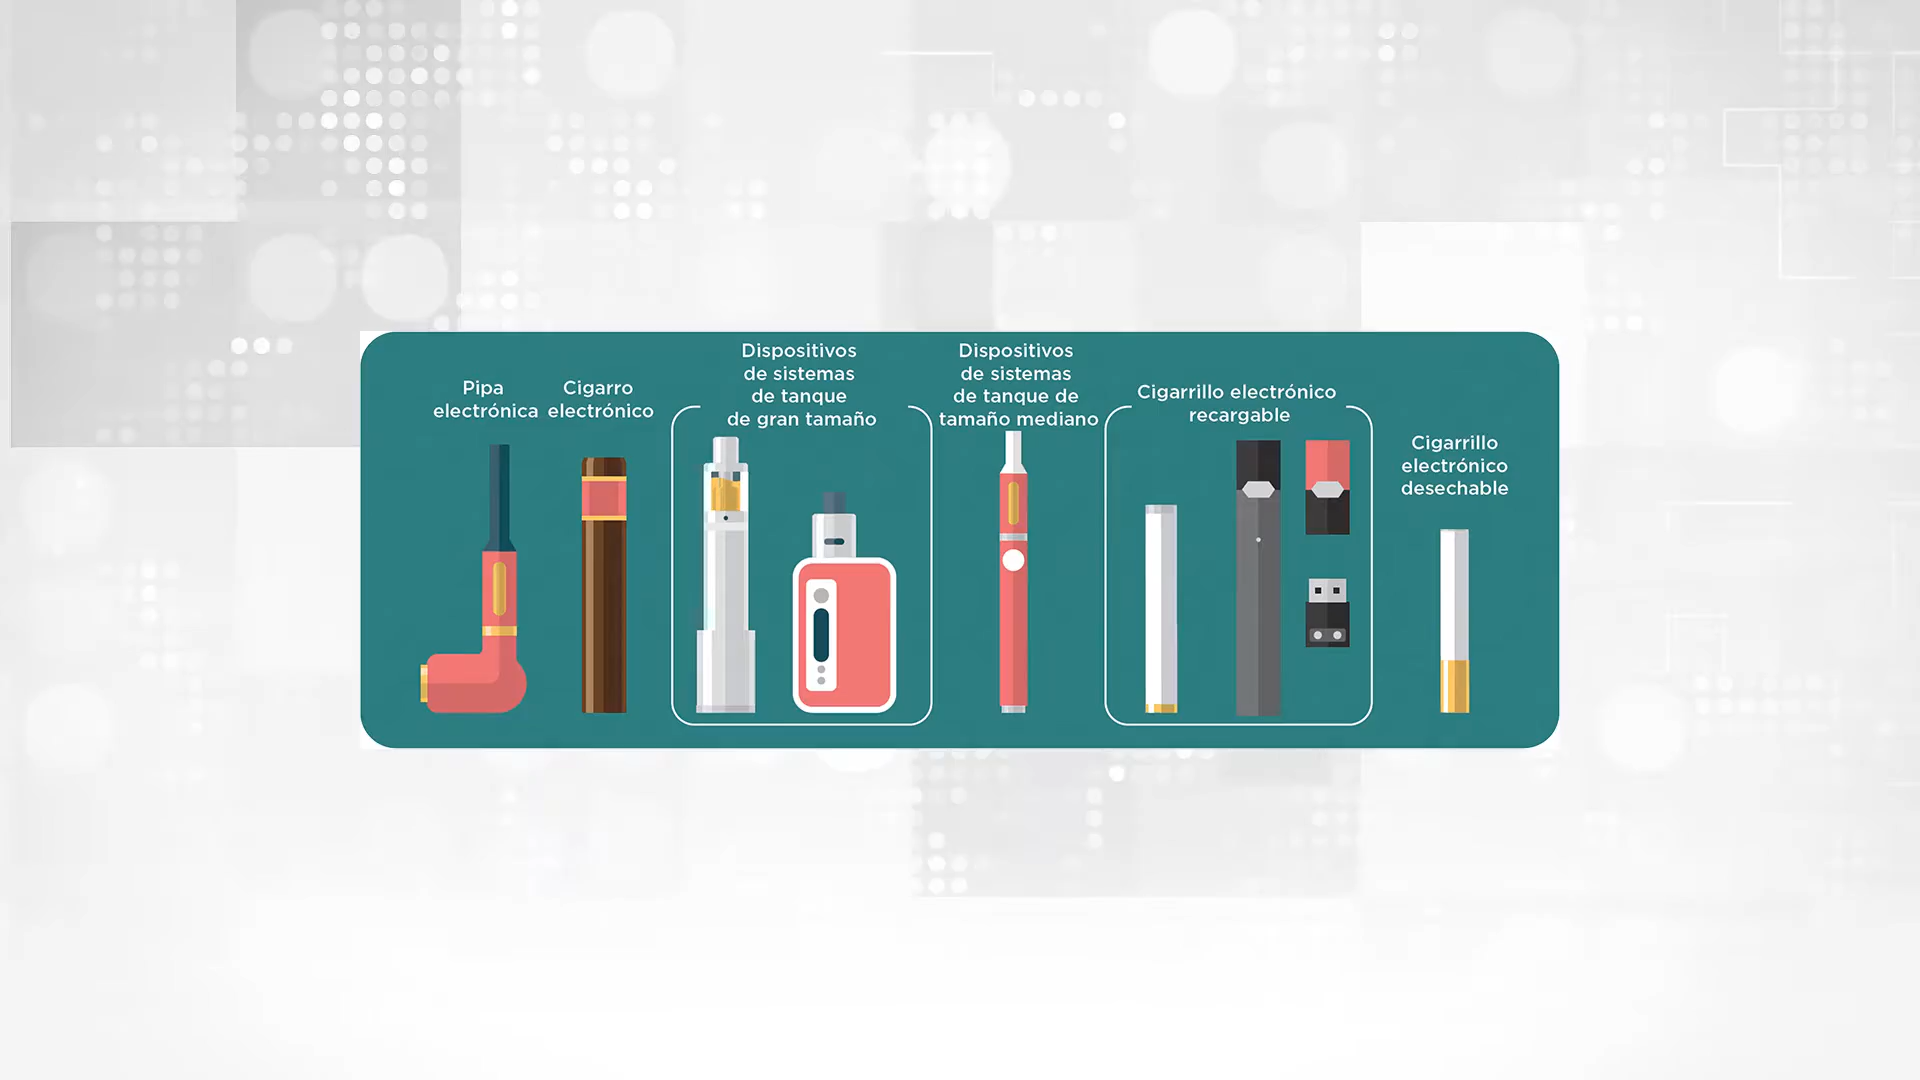 Pipa
electrónica
Cigarro
electrónico
Dispositivos
de sistemas
de tanque
de gran tamaño
Dispositivos
de sistemas
de tanque de
tamaño mediano
Cigarrillo electrónico
recargable
Cigarrillo
electrónico
desechable